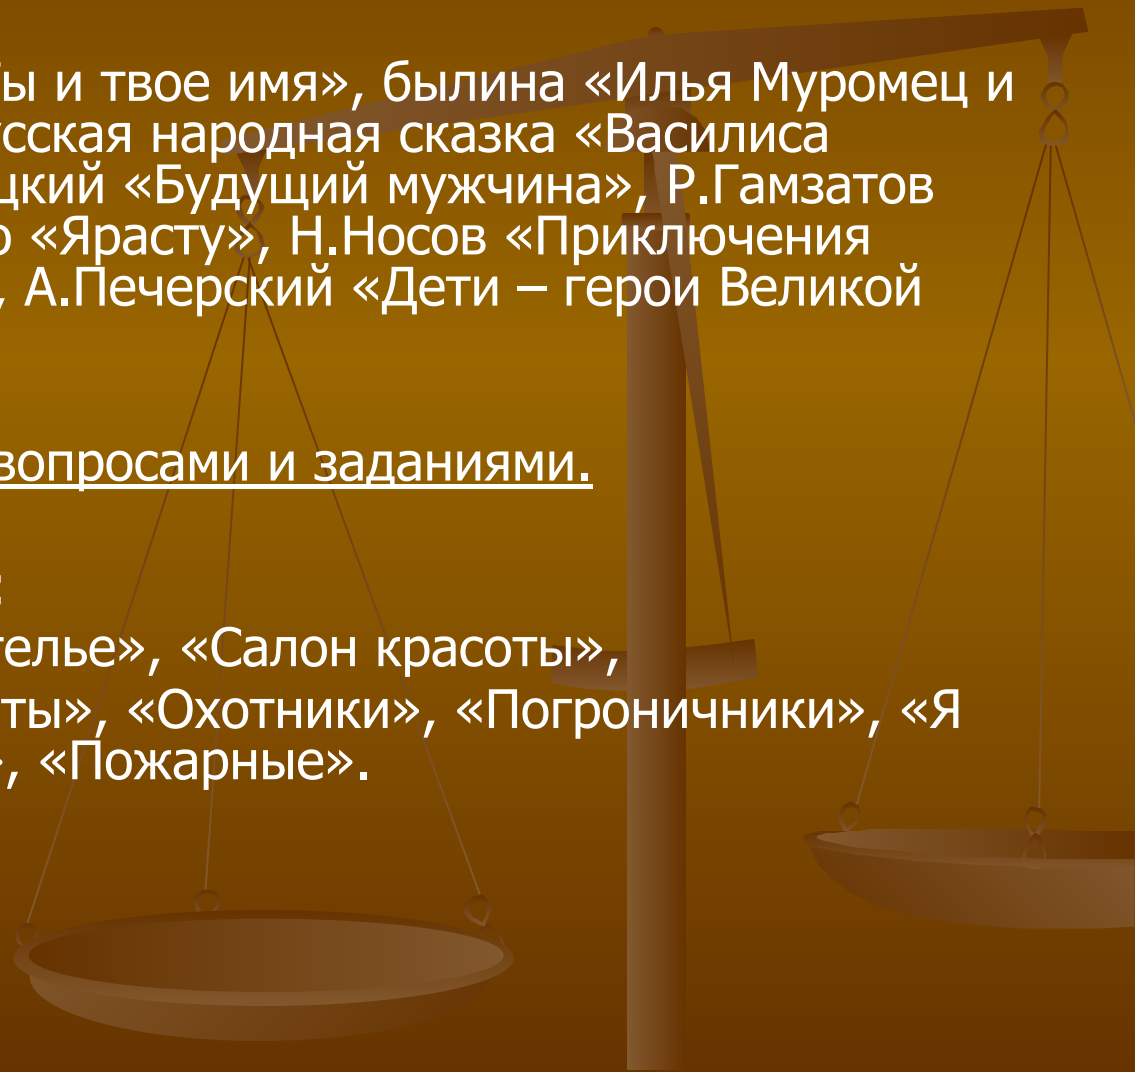 ы и твое имя», былина «Илья Муромец и
усская народная сказка «Василиса
цкий «Будущий мужчина», Р.Гамзатов
о «Ярасту», Н.Носов «Приключения
, А.Печерский «Дети – герои Великой
вопросами и заданиями.
:
телье», «Салон красоты»,
ты», «Охотники», «Погроничники», «Я
», «Пожарные».